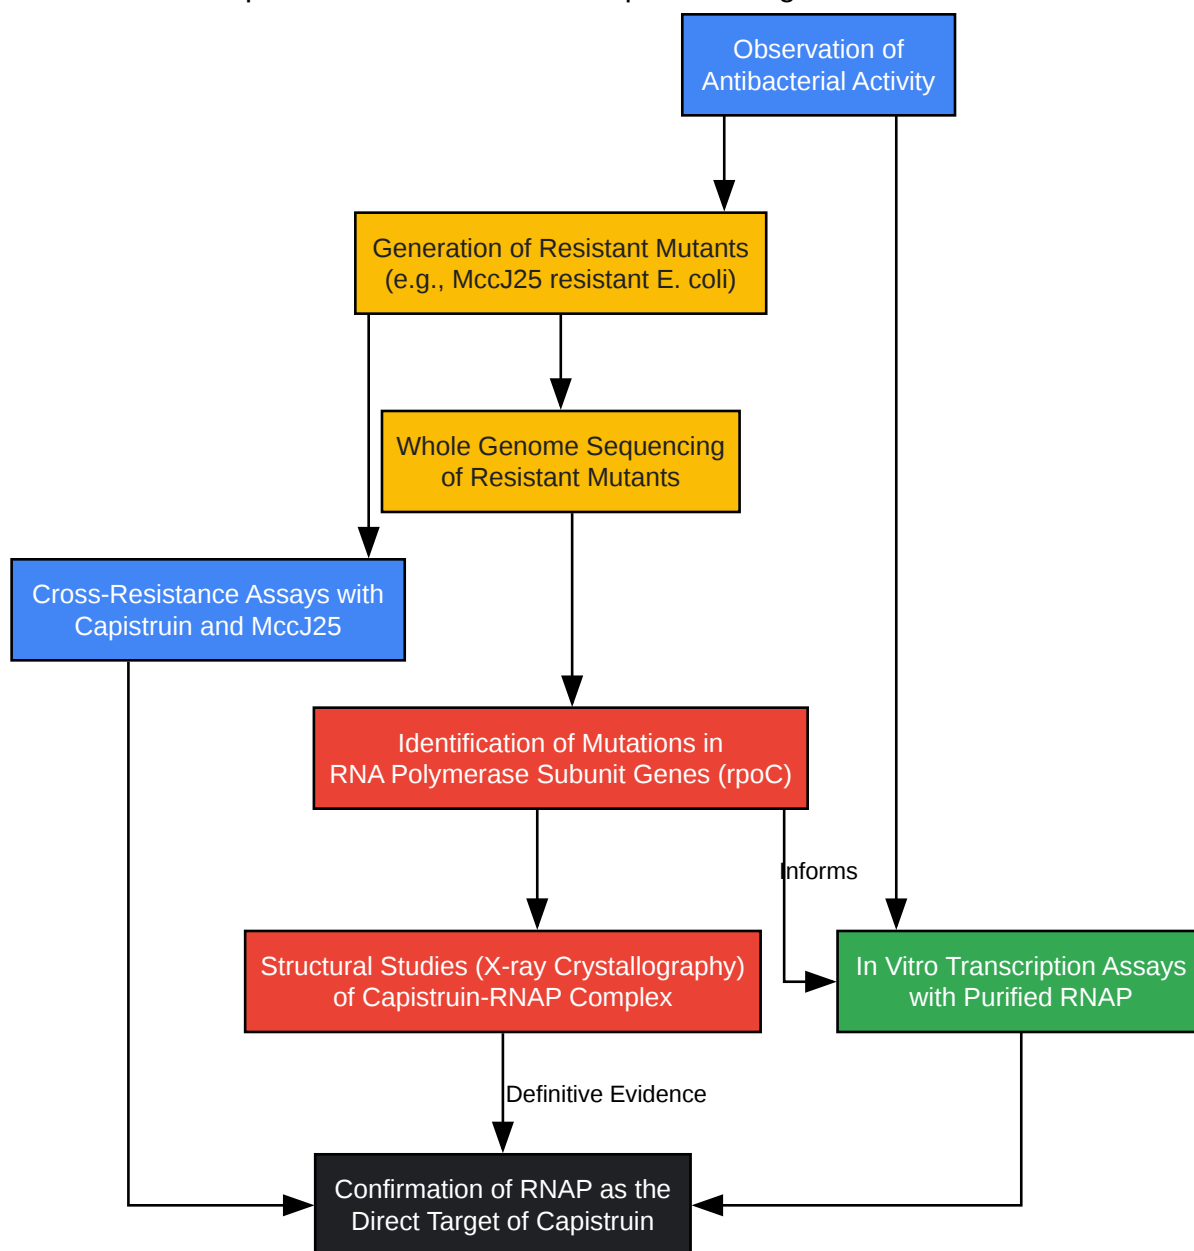 Observation of
Antibacterial Activity
Generation of Resistant Mutants
(e.g., MccJ25 resistant E. coli)
Whole Genome Sequencing
of Resistant Mutants
Cross-Resistance Assays with
Capistruin and MccJ25
Identification of Mutations in
RNA Polymerase Subunit Genes (rpoC)
Informs
Structural Studies (X-ray Crystallography)
of Capistruin-RNAP Complex
In Vitro Transcription Assays
with Purified RNAP
Definitive Evidence
Confirmation of RNAP as the
Direct Target of Capistruin